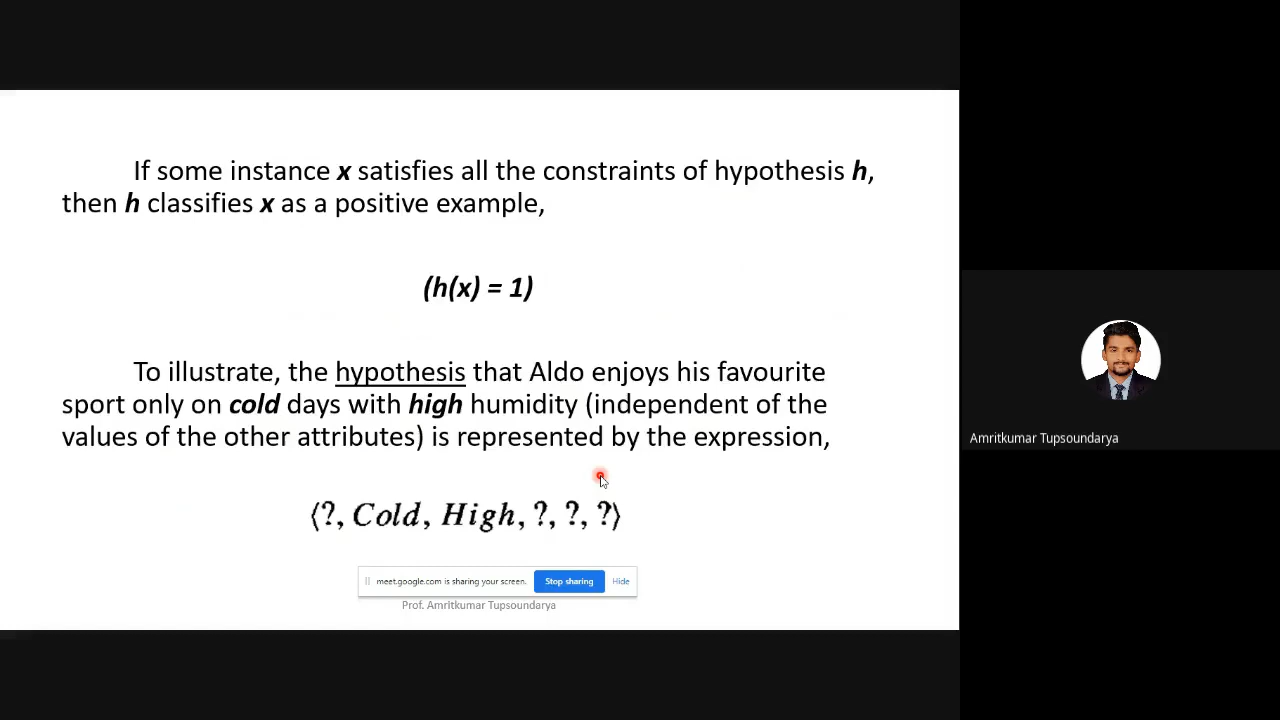 If some instance x satisfies all the constraints of hypothesis h,
then h classifies x as a positive example,
(h(x) = 1)
To illustrate, the hypothesis that Aldo enjoys his favourite
sport only on cold days with high humidity (independent of the
values of the other attributes) is represented by the expression,
⟨?, Cold, High, ?, ?, ?⟩
meet.google.com is sharing your screen. Stop sharing Hide
Prof. Amritkumar Tupsoundarya
Amritkumar Tupsoundarya